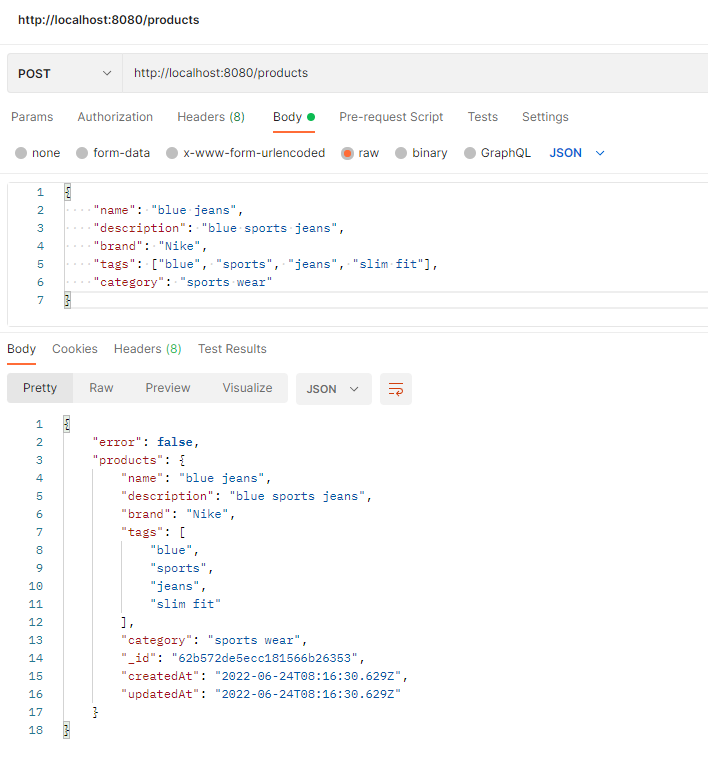 http://localhost:8080/products
POST http://localhost:8080/products
Params Authorization Headers (8) Body Pre-request Script Tests Settings
none form-data x-www-form-urlencoded raw binary GraphQL JSON
1 {
2 "name": "blue jeans",
3 "description": "blue sports jeans",
4 "brand": "Nike",
5 "tags": ["blue", "sports", "jeans", "slim fit"],
6 "category": "sports wear"
7 }
Body Cookies Headers (8) Test Results
Pretty Raw Preview Visualize JSON
1 {
2 "error": false,
3 "products": {
4 "name": "blue jeans",
5 "description": "blue sports jeans",
6 "brand": "Nike",
7 "tags": [
8 "blue",
9 "sports",
10 "jeans",
11 "slim fit"
12 ],
13 "category": "sports wear",
14 "_id": "62b572de5ecc181566b26353",
15 "createdAt": "2022-06-24T08:16:30.629Z",
16 "updatedAt": "2022-06-24T08:16:30.629Z"
17 }
18 }